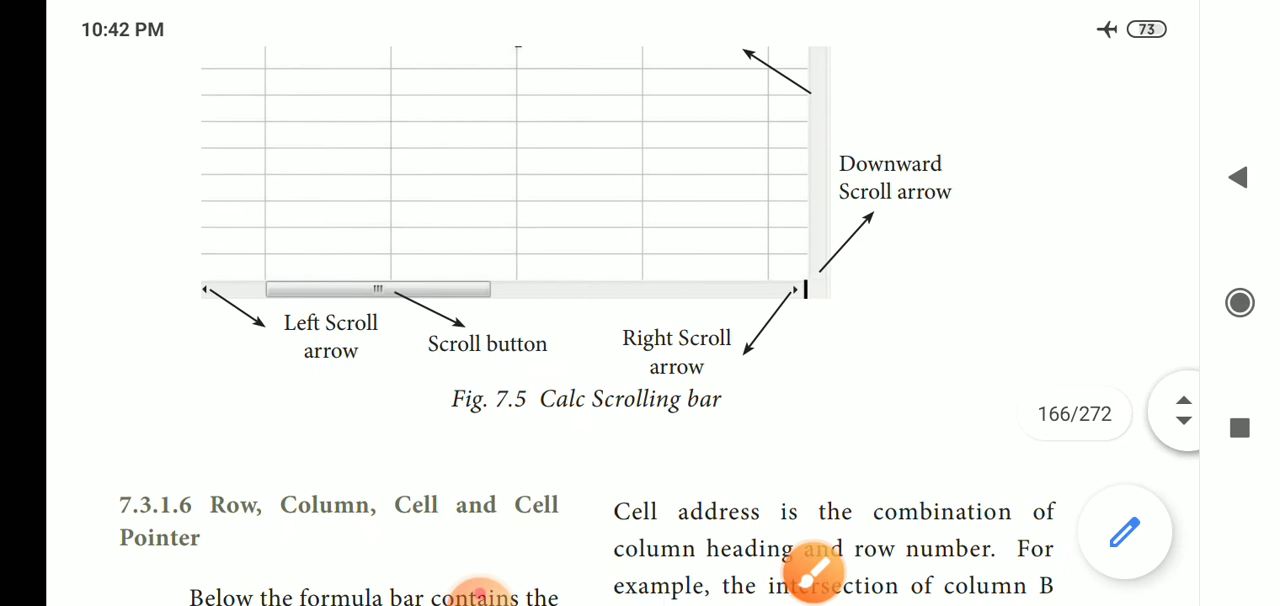 10:42 PM
73
Downward
Scroll arrow
Left Scroll
arrow
Scroll button
Right Scroll
arrow
Fig. 7.5 Calc Scrolling bar
166/272
7.3.1.6 Row, Column, Cell and Cell
Pointer
Below the formula bar contains the
Cell address is the combination of
column heading and row number. For
example, the intersection of column B